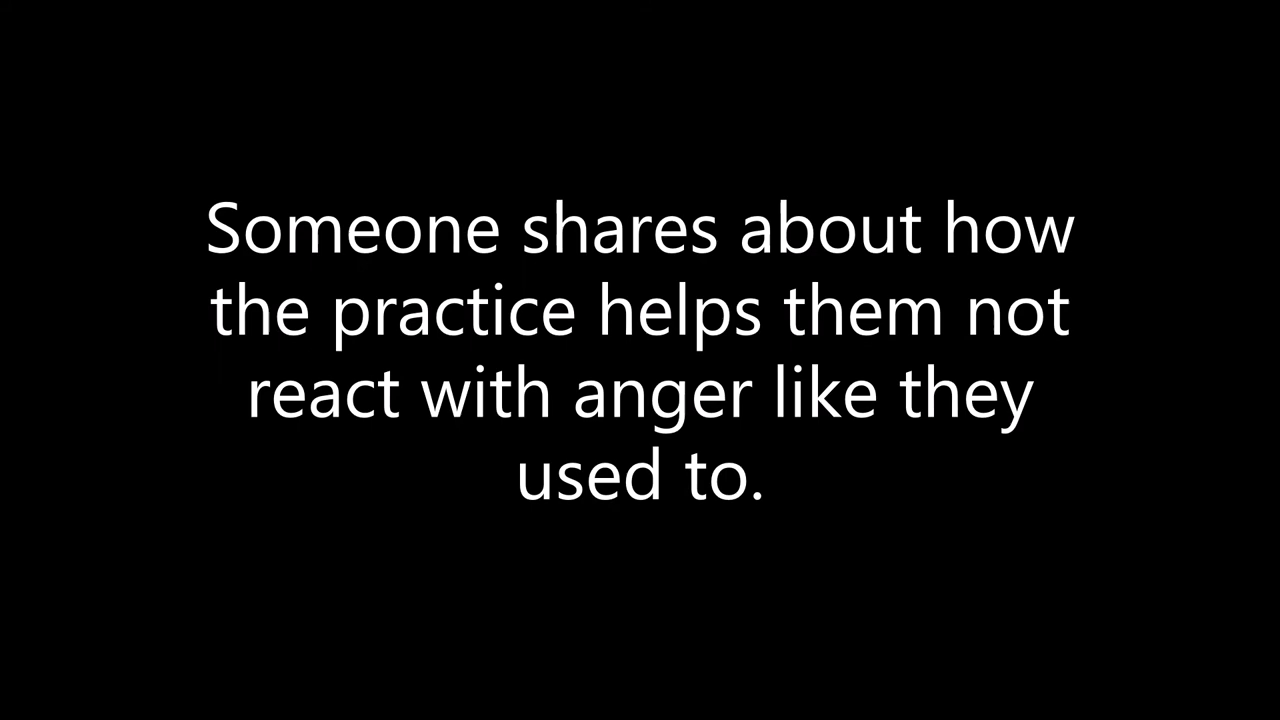 Someone shares about how
the practice helps them not
react with anger like they
used to.